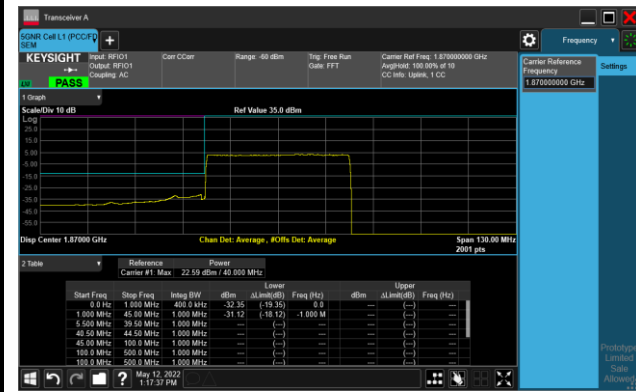 Transceiver A
5GNR Cell L1 (PCC/FD
SEM
Frequency
KEYSIGHT
Input: RFIO1
Output: RFIO1
Coupling: AC
Corr CCorr
Range: -60 dBm
Trig: Free Run
Gate: FFT
Carrier Ref Freq: 1.870000000 GHz
Avg|Hold: 100.00% of 10
CC Info: Uplink, 1 CC
PASS
Carrier Reference
Frequency
1.870000000 GHz
Settings
1 Graph
Scale/Div 10 dB
Ref Value 35.0 dBm
Log
25.0
15.0
5.00
-5.00
-15.0
-25.0
-35.0
-45.0
-55.0
Disp Center 1.87000 GHz
Chan Det: Average , #Offs Det: Average
Span 130.00 MHz
2001 pts
2 Table
Reference Power
Carrier #1: Max 22.59 dBm / 40.000 MHz
Lower Upper
Start Freq Stop Freq Integ BW dBm ΔLimit(dB) Freq (Hz) dBm ΔLimit(dB) Freq (Hz)
0.0 Hz 1.000 MHz 400.0 kHz -32.35 (-19.35) 0.0 --- (---) ---
1.000 MHz 45.00 MHz 1.000 MHz -31.12 (-18.12) -1.000 M --- (---) ---
5.500 MHz 39.50 MHz 1.000 MHz --- (---) --- --- (---) ---
40.50 MHz 44.50 MHz 1.000 MHz --- (---) --- --- (---) ---
45.00 MHz 100.0 MHz 1.000 MHz --- (---) --- --- (---) ---
100.0 MHz 500.0 MHz 1.000 MHz --- (---) --- --- (---) ---
100.0 MHz 500.0 MHz 1.000 MHz --- (---) --- --- (---) ---
Prototype
Limited
Sale
Allowed
May 12, 2022
1:17:37 PM